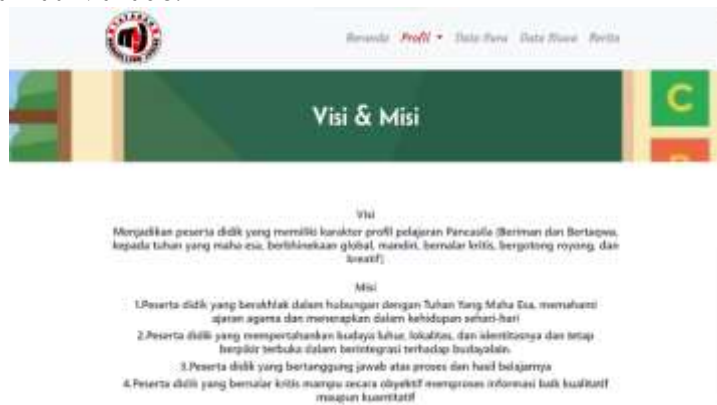 Beranda Profil Data Guru Data Siswa Berita
C
Visi & Misi
Visi
Menjadikan peserta didik yang memiliki karakter profil pelajaran Pancasila (Beriman dan Bertaqwa,
kepada tuhan yang maha esa, berbhinekaan global, mandiri, bernalar kritis, bergotong royong, dan
kreatif)
Misi
1.Peserta didik yang berakhlak dalam hubungan dengan Tuhan Yang Maha Esa, memahami
ajaran agama dan menerapkan dalam kehidupan sehari-hari
2.Peserta didik yang mempertahankan budaya luhur, lokalitas, dan identitasnya dan tetap
berpikir terbuka dalam berintegrasi terhadap budayalain.
3.Peserta didik yang bertanggung jawab atas proses dan hasil belajarnya
4.Peserta didik yang bernalar kritis mampu secara obyektif memproses informasi baik kualitatif
maupun kuantitatif